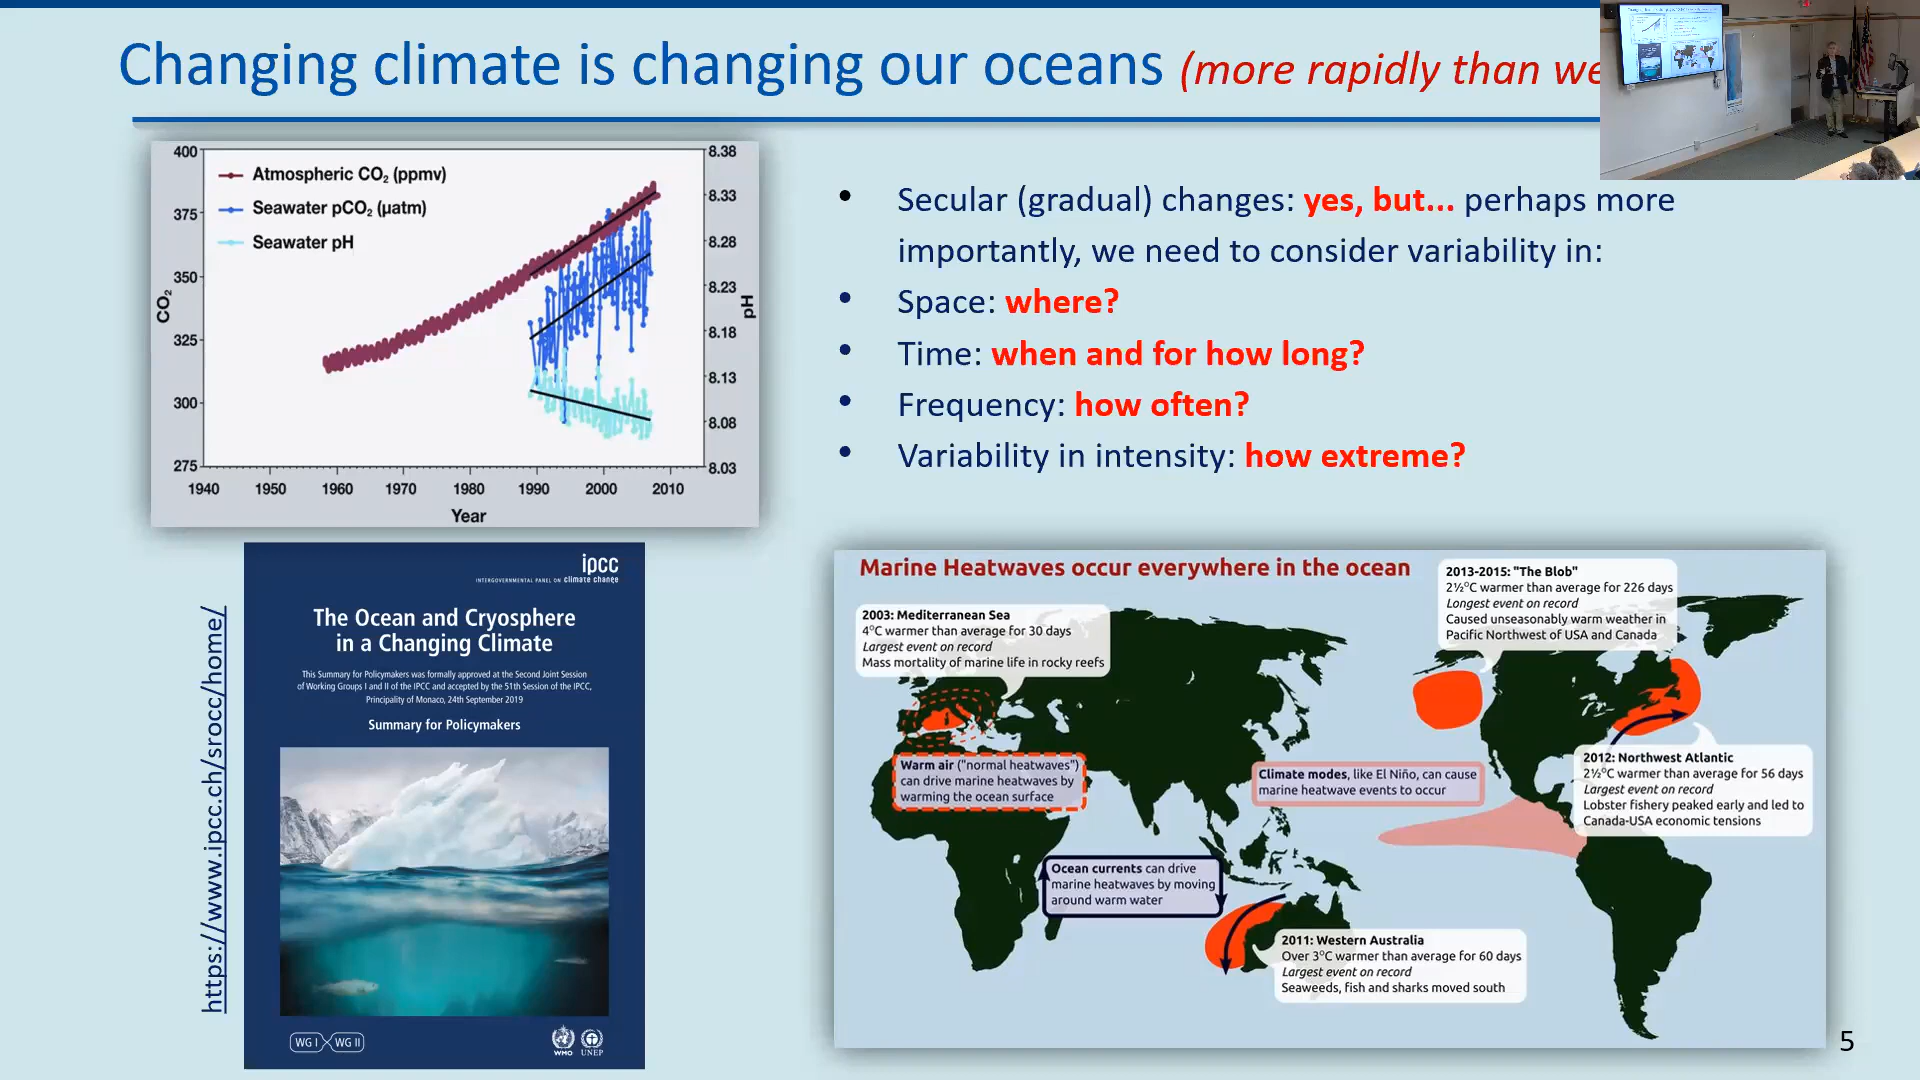 Changing climate is changing our oceans (more rapidly than we
400
375
350
325
300
275
CO₂
8.38
8.33
8.28
8.23
8.18
8.13
8.08
8.03
pH
Atmospheric CO₂ (ppmv)
Seawater pCO₂ (µatm)
Seawater pH
1940 1950 1960 1970 1980 1990 2000 2010
Year
• Secular (gradual) changes: yes, but... perhaps more
importantly, we need to consider variability in:
• Space: where?
• Time: when and for how long?
• Frequency: how often?
• Variability in intensity: how extreme?
https://www.ipcc.ch/srocc/home/
ipcc
INTERGOVERNMENTAL PANEL ON climate change
The Ocean and Cryosphere
in a Changing Climate
This Summary for Policymakers was formally approved at the Second Joint Session
of Working Groups I and II of the IPCC and accepted by the 51th Session of the IPCC,
Principality of Monaco, 24th September 2019
Summary for Policymakers
WG I WG II
WMO UNEP
Marine Heatwaves occur everywhere in the ocean
2003: Mediterranean Sea
4°C warmer than average for 30 days
Largest event on record
Mass mortality of marine life in rocky reefs
2013-2015: "The Blob"
2½°C warmer than average for 226 days
Longest event on record
Caused unseasonably warm weather in
Pacific Northwest of USA and Canada
Warm air ("normal heatwaves")
can drive marine heatwaves by
warming the ocean surface
Climate modes, like El Niño, can cause
marine heatwave events to occur
2012: Northwest Atlantic
2½°C warmer than average for 56 days
Largest event on record
Lobster fishery peaked early and led to
Canada-USA economic tensions
Ocean currents can drive
marine heatwaves by moving
around warm water
2011: Western Australia
Over 3°C warmer than average for 60 days
Largest event on record
Seaweeds, fish and sharks moved south
5